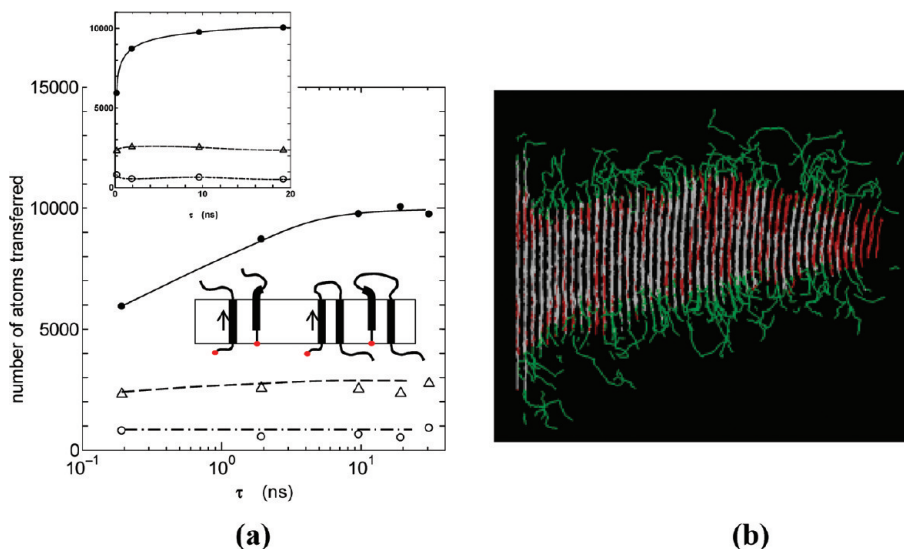 10000
5000
0
0
10
20
τ (ns)
15000
10000
5000
0
number of atoms transferred
10⁻¹
10⁰
10¹
τ (ns)
(a)
(b)